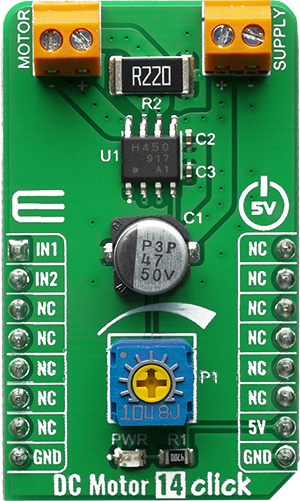 MOTOR
SUPPLY
- +
+ -
R220
R2
U1
H450
917
A1
C2
C3
C1
5V
P3P
47
50V
IN1
IN2
NC
NC
NC
NC
NC
GND
NC
NC
NC
NC
NC
NC
5V
GND
P1
104 8J
PWR
R1
DC Motor 14 click